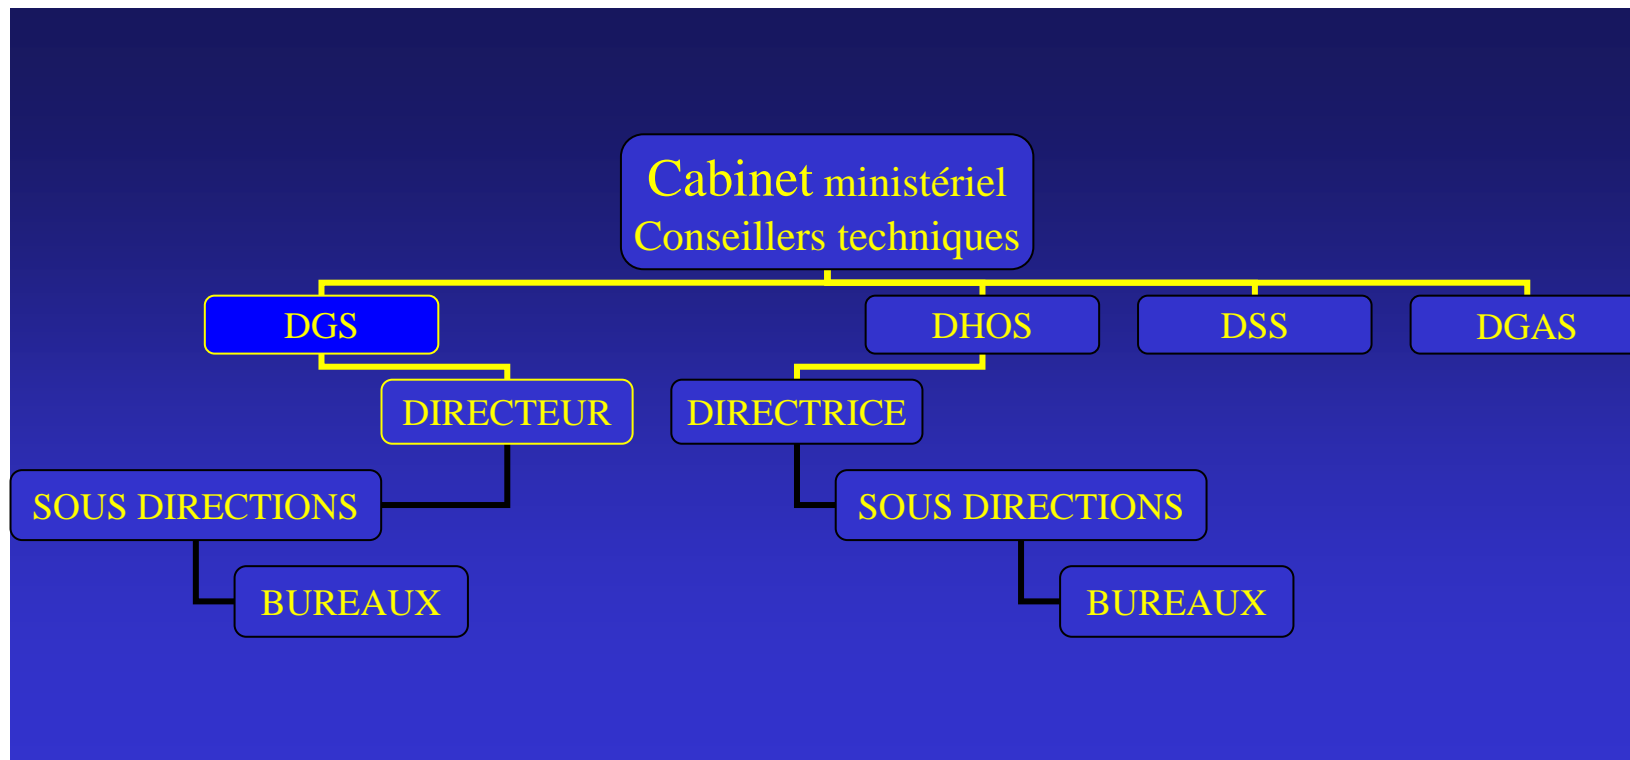 Cabinet ministériel
Conseillers techniques
DGS
DHOS
DSS
DGAS
DIRECTEUR
DIRECTRICE
SOUS DIRECTIONS
SOUS DIRECTIONS
BUREAUX
BUREAUX